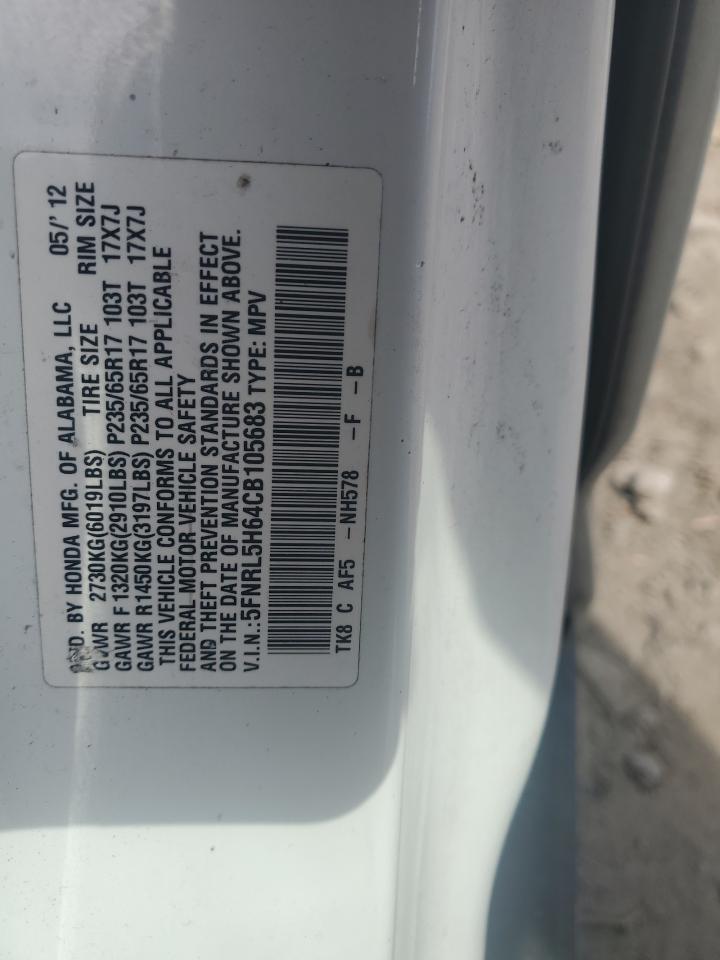 MFD. BY HONDA MFG. OF ALABAMA, LLC 05/' 12
GVWR 2730KG(6019LBS) TIRE SIZE RIM SIZE
GAWR F 1320KG(2910LBS) P235/65R17 103T 17X7J
GAWR R1450KG(3197LBS) P235/65R17 103T 17X7J
THIS VEHICLE CONFORMS TO ALL APPLICABLE
FEDERAL MOTOR VEHICLE SAFETY
AND THEFT PREVENTION STANDARDS IN EFFECT
ON THE DATE OF MANUFACTURE SHOWN ABOVE.
V.I.N.:5FNRL5H64CB105683 TYPE: MPV
TK8 C AF5 -NH578 -F -B